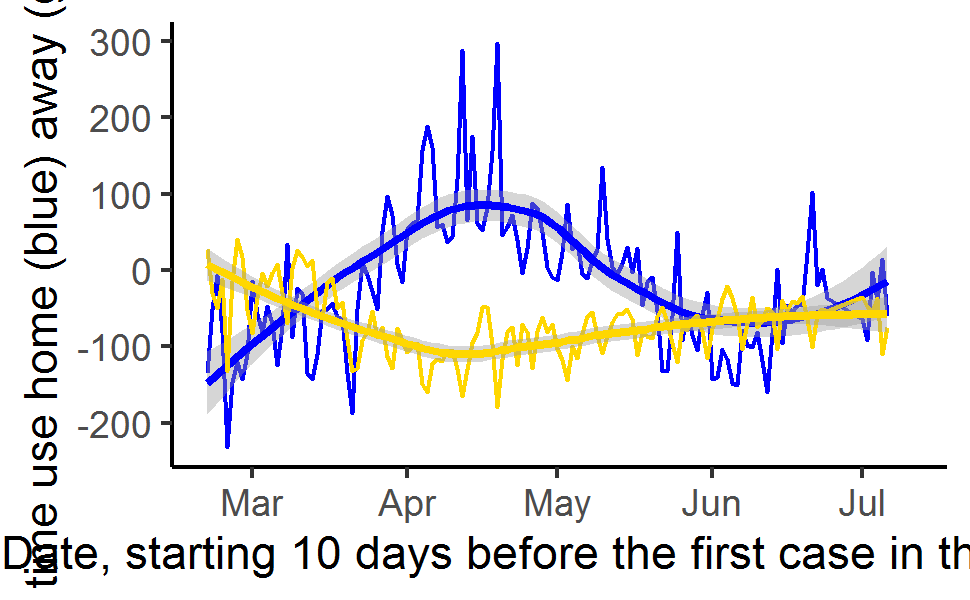 time use home (blue) away (
300
200
100
0
-100
-200
Mar Apr May Jun Jul
Date, starting 10 days before the first case in th